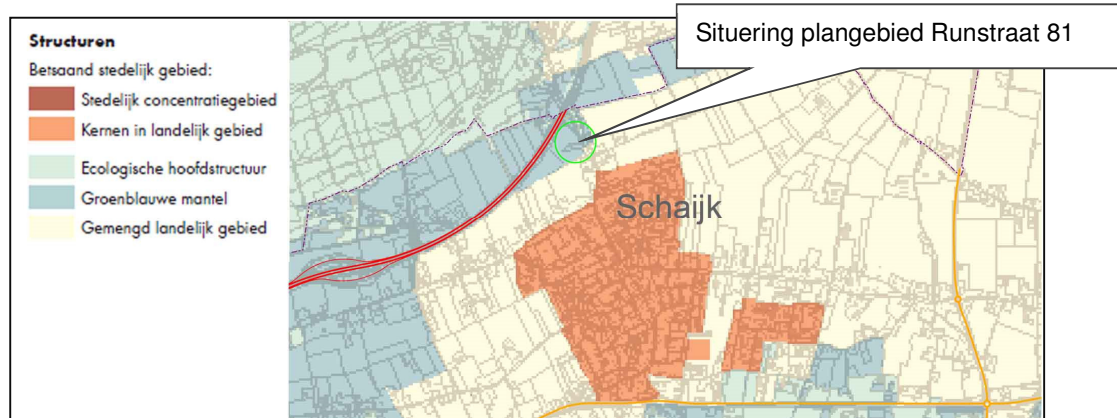 Structuren
Betsaand stedelijk gebied:
Stedelijk concentratiegebied
Kernen in landelijk gebied
Ecologische hoofdstructuur
Groenblauwe mantel
Gemengd landelijk gebied
Situering plangebied Runstraat 81
Schaijk